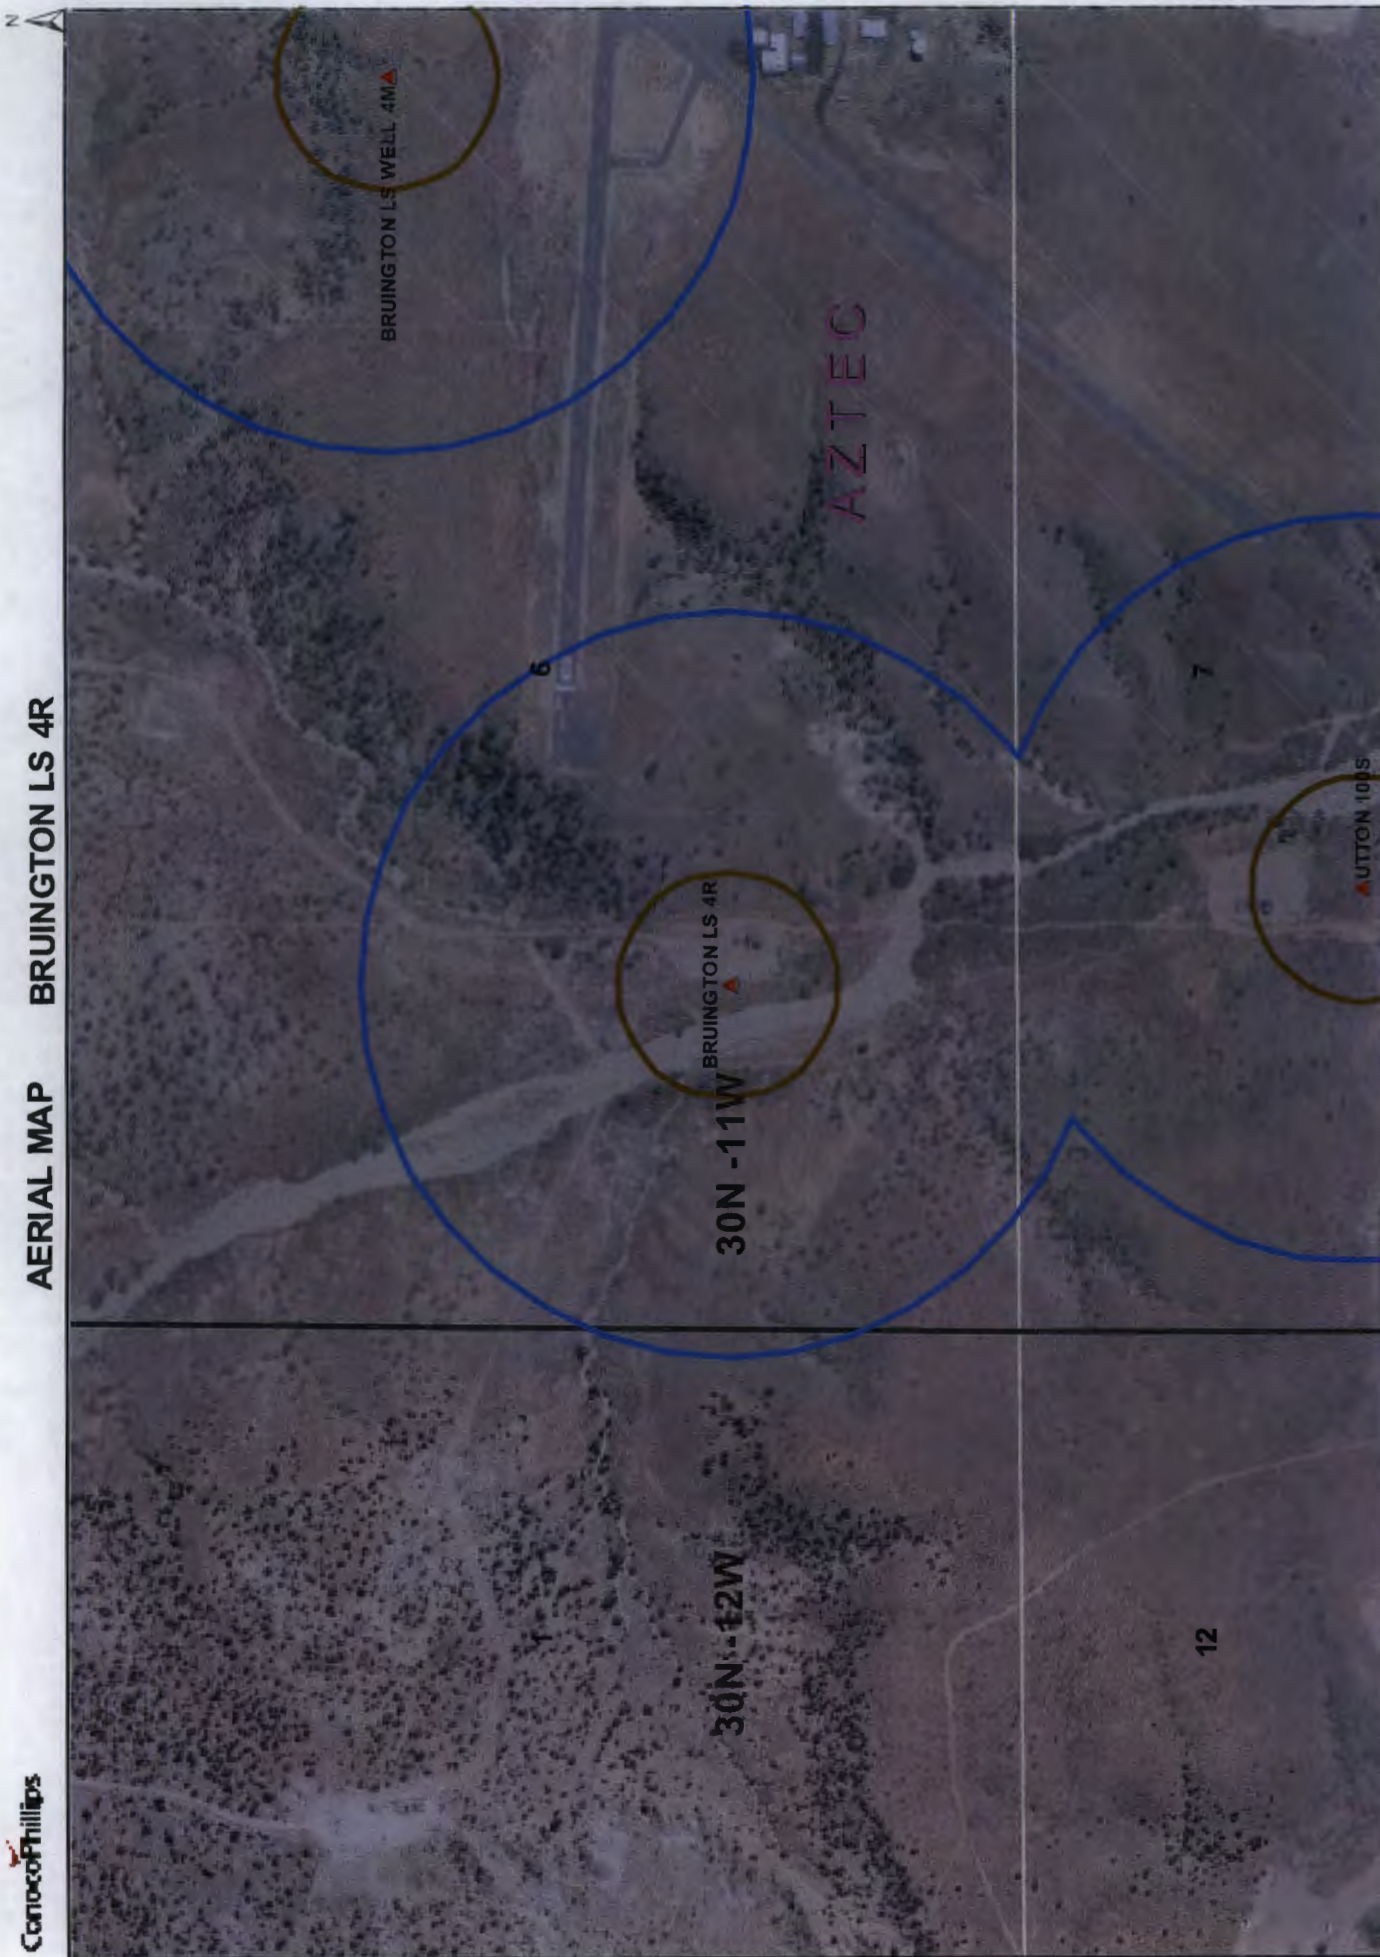 ConocoPhillips
AERIAL MAP BRUINGTON LS 4R
N
BRUINGTON LS WELL 4M
1
6
AZTEC
BRUINGTON LS 4R
30N -12W
30N -11W
12
7
UTTON 100S